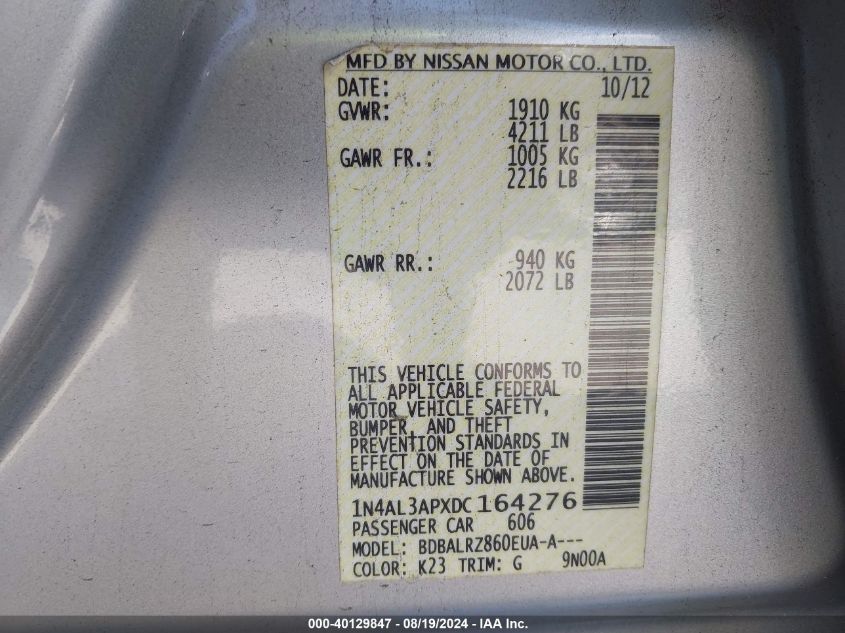 MFD BY NISSAN MOTOR CO., LTD.
DATE: 10/12
GVWR: 1910 KG
4211 LB
GAWR FR.: 1005 KG
2216 LB
GAWR RR.: 940 KG
2072 LB
THIS VEHICLE CONFORMS TO
ALL APPLICABLE FEDERAL
MOTOR VEHICLE SAFETY,
BUMPER, AND THEFT
PREVENTION STANDARDS IN
EFFECT ON THE DATE OF
MANUFACTURE SHOWN ABOVE.
1N4AL3APXDC164276
PASSENGER CAR 606
MODEL: BDBALRZ860EUA-A---
COLOR: K23 TRIM: G 9N00A
000-40129847 - 08/19/2024 - IAA Inc.